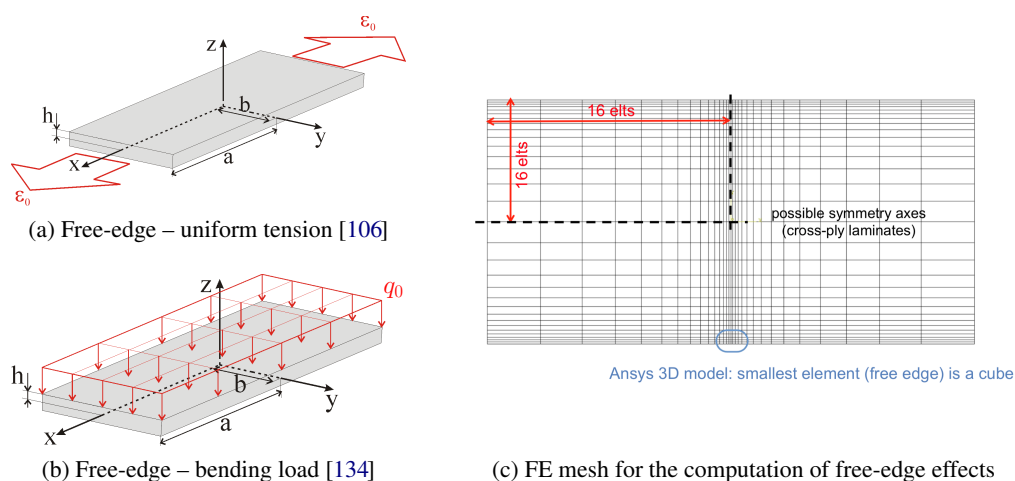 ε₀
z
h
b
y
x
a
ε₀
(a) Free-edge – uniform tension [106]
z
q₀
h
b
y
x
a
(b) Free-edge – bending load [134]
16 elts
16 elts
possible symmetry axes
(cross-ply laminates)
Ansys 3D model: smallest element (free edge) is a cube
(c) FE mesh for the computation of free-edge effects